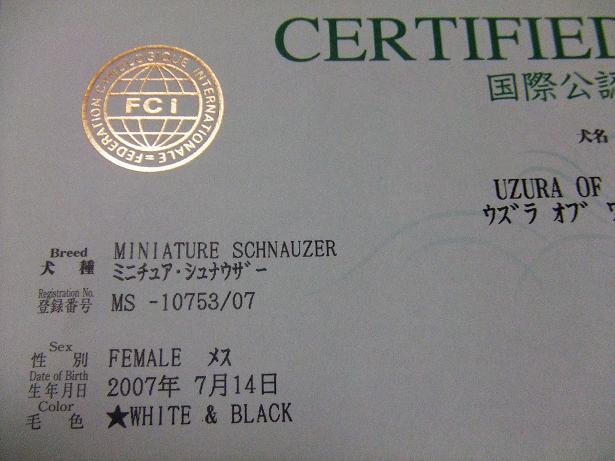 CERTIFIED
国際公認
FEDERATION CYNOLOGIQUE INTERNATIONALE
FCi
犬名
UZURA OF
ウズラ オブ
Breed MINIATURE SCHNAUZER
犬 種 ミニチュア・シュナウザー
Registration No.
登録番号 MS -10753/07
Sex
性 別 FEMALE メス
Date of Birth
生年月日 2007年 7月14日
Color
毛 色 ★WHITE & BLACK